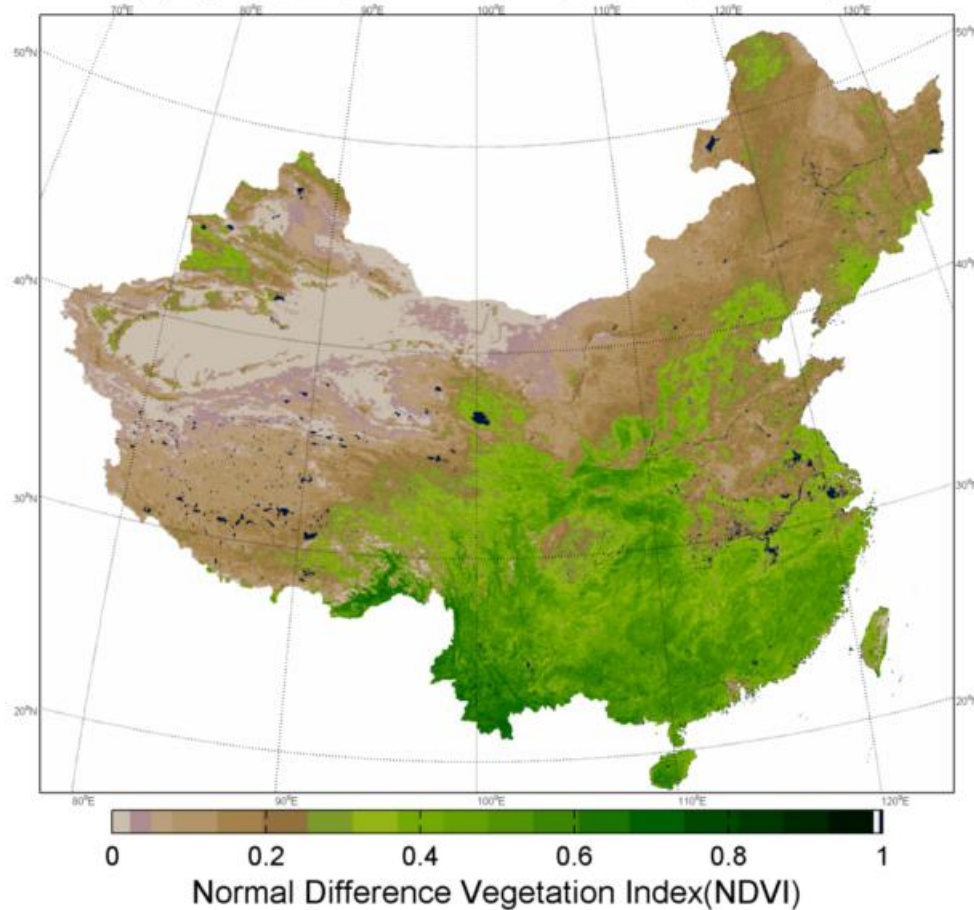 70°E 80°E 90°E 100°E 110°E 120°E 130°E
50°N 50°N
40°N 40°N
30°N 30°N
20°N 20°N
80°E 90°E 100°E 110°E 120°E
0 0.2 0.4 0.6 0.8 1
Normal Difference Vegetation Index(NDVI)